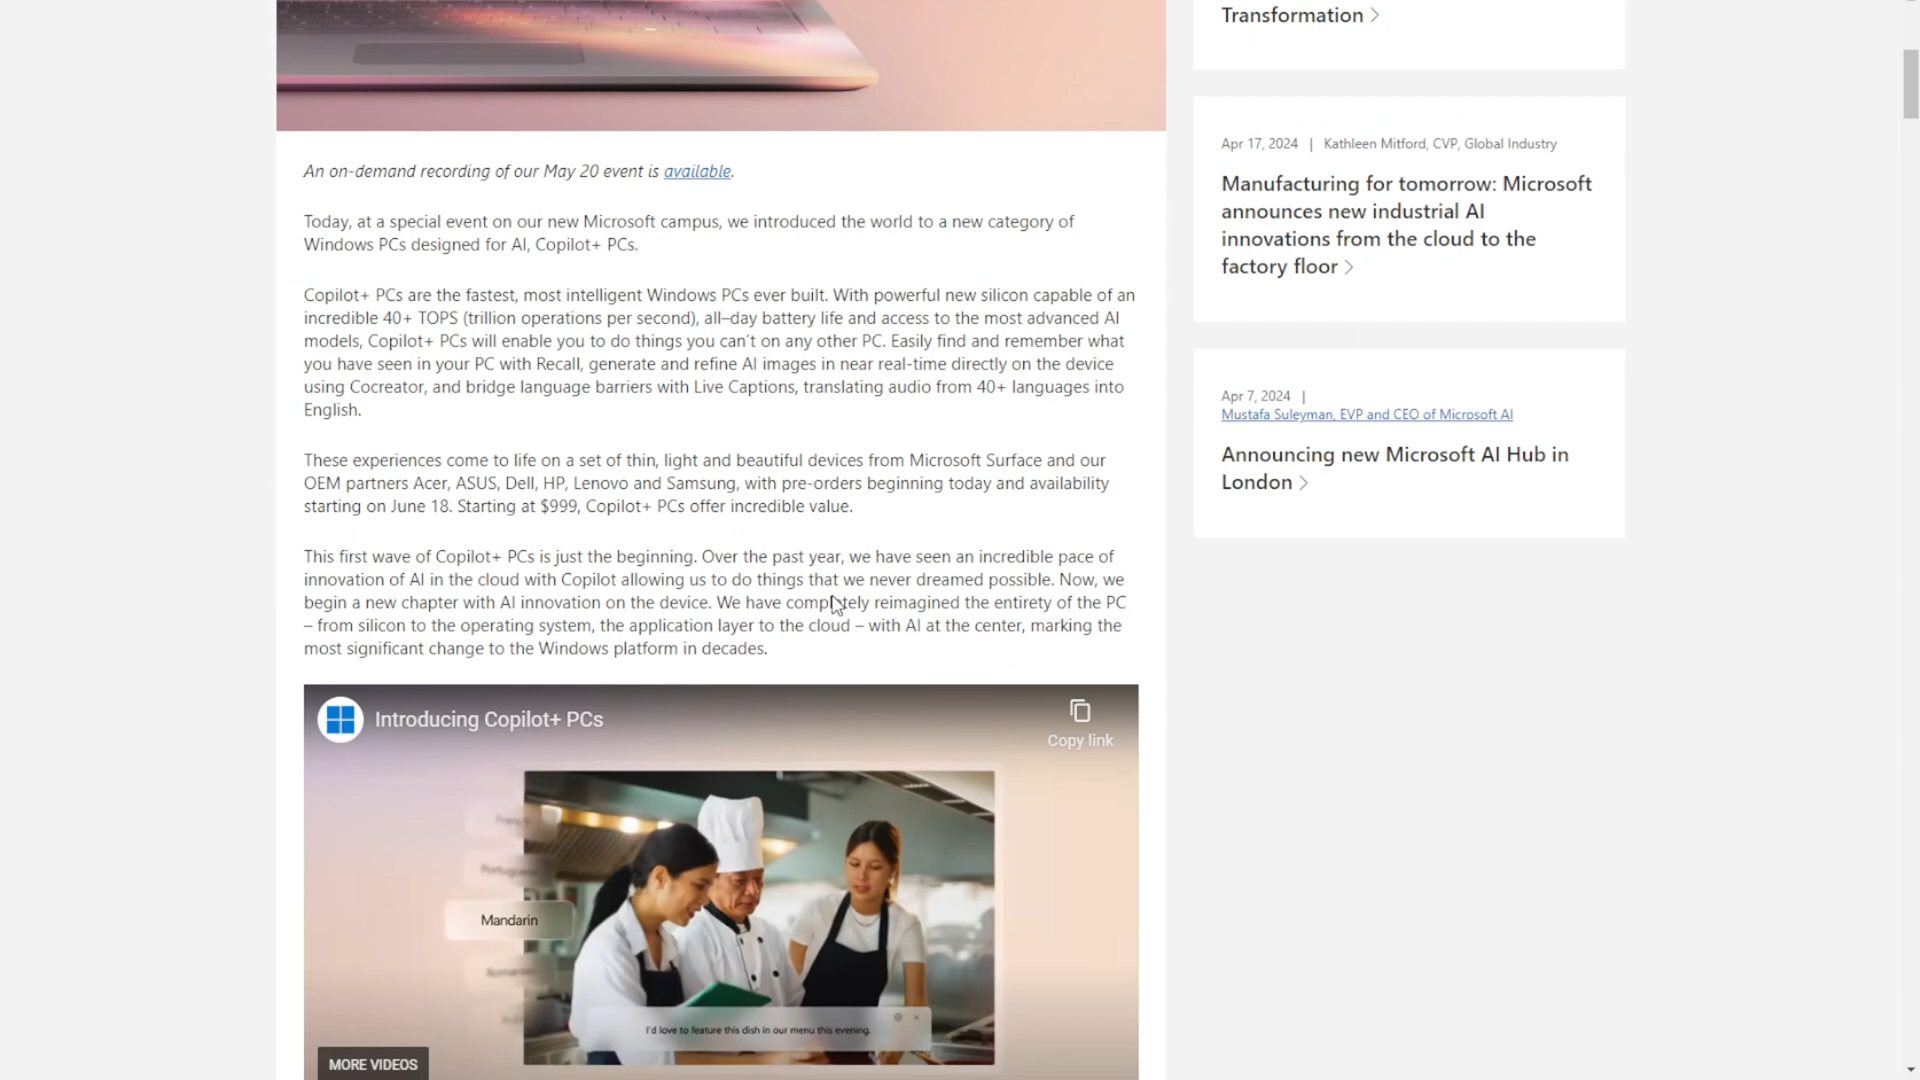 An on-demand recording of our May 20 event is available.
Today, at a special event on our new Microsoft campus, we introduced the world to a new category of
Windows PCs designed for AI, Copilot+ PCs.
Copilot+ PCs are the fastest, most intelligent Windows PCs ever built. With powerful new silicon capable of an
incredible 40+ TOPS (trillion operations per second), all–day battery life and access to the most advanced AI
models, Copilot+ PCs will enable you to do things you can't on any other PC. Easily find and remember what
you have seen in your PC with Recall, generate and refine AI images in near real-time directly on the device
using Cocreator, and bridge language barriers with Live Captions, translating audio from 40+ languages into
English.
These experiences come to life on a set of thin, light and beautiful devices from Microsoft Surface and our
OEM partners Acer, ASUS, Dell, HP, Lenovo and Samsung, with pre-orders beginning today and availability
starting on June 18. Starting at $999, Copilot+ PCs offer incredible value.
This first wave of Copilot+ PCs is just the beginning. Over the past year, we have seen an incredible pace of
innovation of AI in the cloud with Copilot allowing us to do things that we never dreamed possible. Now, we
begin a new chapter with AI innovation on the device. We have completely reimagined the entirety of the PC
– from silicon to the operating system, the application layer to the cloud – with AI at the center, marking the
most significant change to the Windows platform in decades.
Introducing Copilot+ PCs
Copy link
Portuguese
Mandarin
I'd love to feature this dish in our menu this evening.
MORE VIDEOS
Transformation >
Apr 17, 2024 | Kathleen Mitford, CVP, Global Industry
Manufacturing for tomorrow: Microsoft
announces new industrial AI
innovations from the cloud to the
factory floor >
Apr 7, 2024 |
Mustafa Suleyman, EVP and CEO of Microsoft AI
Announcing new Microsoft AI Hub in
London >